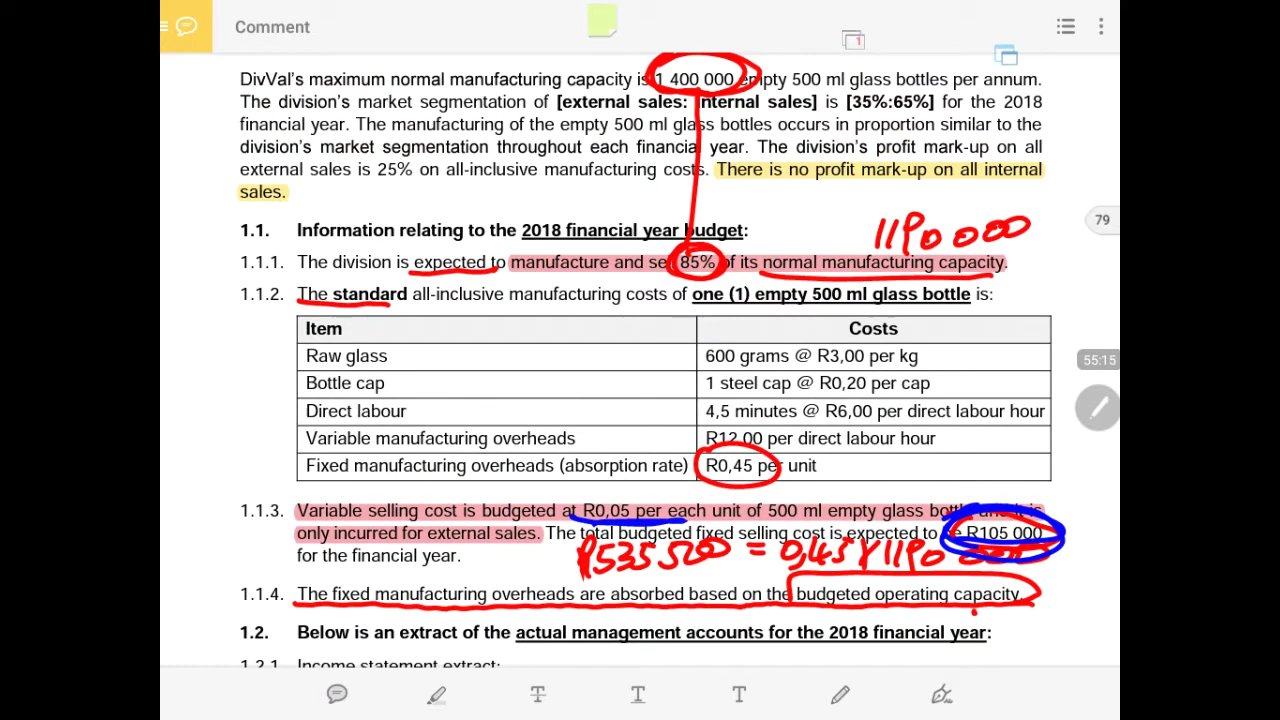 Comment
1
DivVal's maximum normal manufacturing capacity is 1 400 000 empty 500 ml glass bottles per annum.
The division's market segmentation of [external sales: internal sales] is [35%:65%] for the 2018
financial year. The manufacturing of the empty 500 ml glass bottles occurs in proportion similar to the
division's market segmentation throughout each financial year. The division's profit mark-up on all
external sales is 25% on all-inclusive manufacturing costs. There is no profit mark-up on all internal
sales.
79
1190 000
1.1. Information relating to the 2018 financial year budget:
1.1.1. The division is expected to manufacture and sell 85% of its normal manufacturing capacity.
1.1.2. The standard all-inclusive manufacturing costs of one (1) empty 500 ml glass bottle is:
Item Costs
Raw glass 600 grams @ R3,00 per kg
55:15
Bottle cap 1 steel cap @ R0,20 per cap
Direct labour 4,5 minutes @ R6,00 per direct labour hour
Variable manufacturing overheads R12,00 per direct labour hour
Fixed manufacturing overheads (absorption rate) R0,45 per unit
1.1.3. Variable selling cost is budgeted at R0,05 per each unit of 500 ml empty glass bottle unit it is
only incurred for external sales. The total budgeted fixed selling cost is expected to be R105 000
for the financial year.
R535 500 = 0,45 x 1190 000
1.1.4. The fixed manufacturing overheads are absorbed based on the budgeted operating capacity.
1.2. Below is an extract of the actual management accounts for the 2018 financial year:
1.2.1. Income statement extract:
T T T